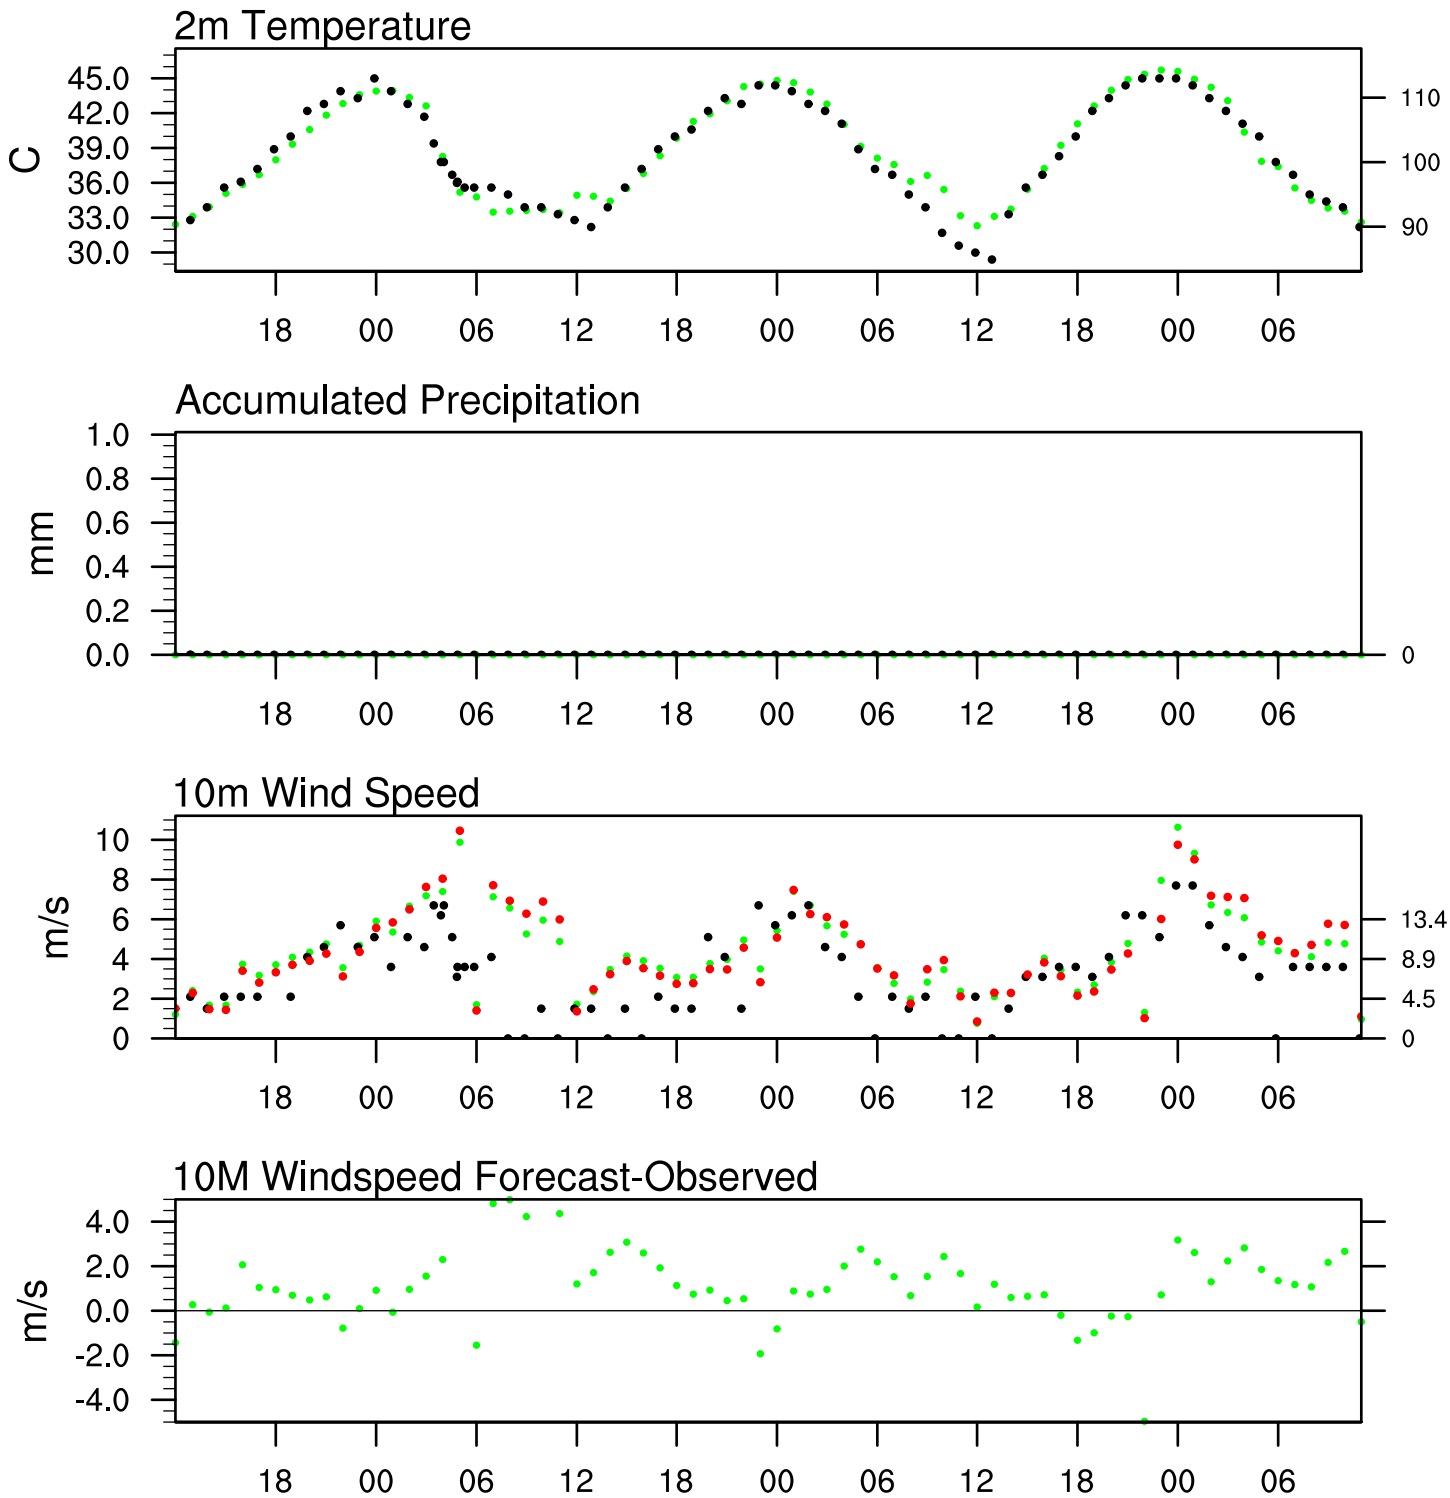 2m Temperature
45.0
42.0
39.0
36.0
33.0
30.0
C
110
100
90
18 00 06 12 18 00 06 12 18 00 06
Accumulated Precipitation
1.0
0.8
0.6
0.4
0.2
0.0
mm
0
18 00 06 12 18 00 06 12 18 00 06
10m Wind Speed
10
8
6
4
2
0
m/s
13.4
8.9
4.5
0
18 00 06 12 18 00 06 12 18 00 06
10M Windspeed Forecast-Observed
4.0
2.0
0.0
-2.0
-4.0
m/s
18 00 06 12 18 00 06 12 18 00 06